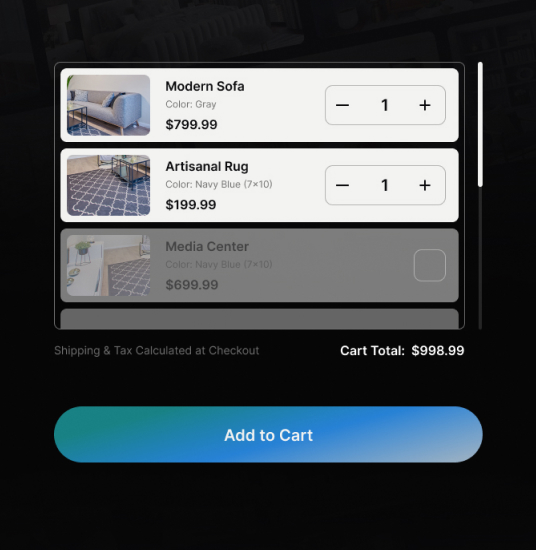 Modern Sofa
Color: Gray
$799.99
− 1 +
Artisanal Rug
Color: Navy Blue (7×10)
$199.99
− 1 +
Media Center
Color: Navy Blue (7×10)
$699.99
Shipping & Tax Calculated at Checkout
Cart Total: $998.99
Add to Cart